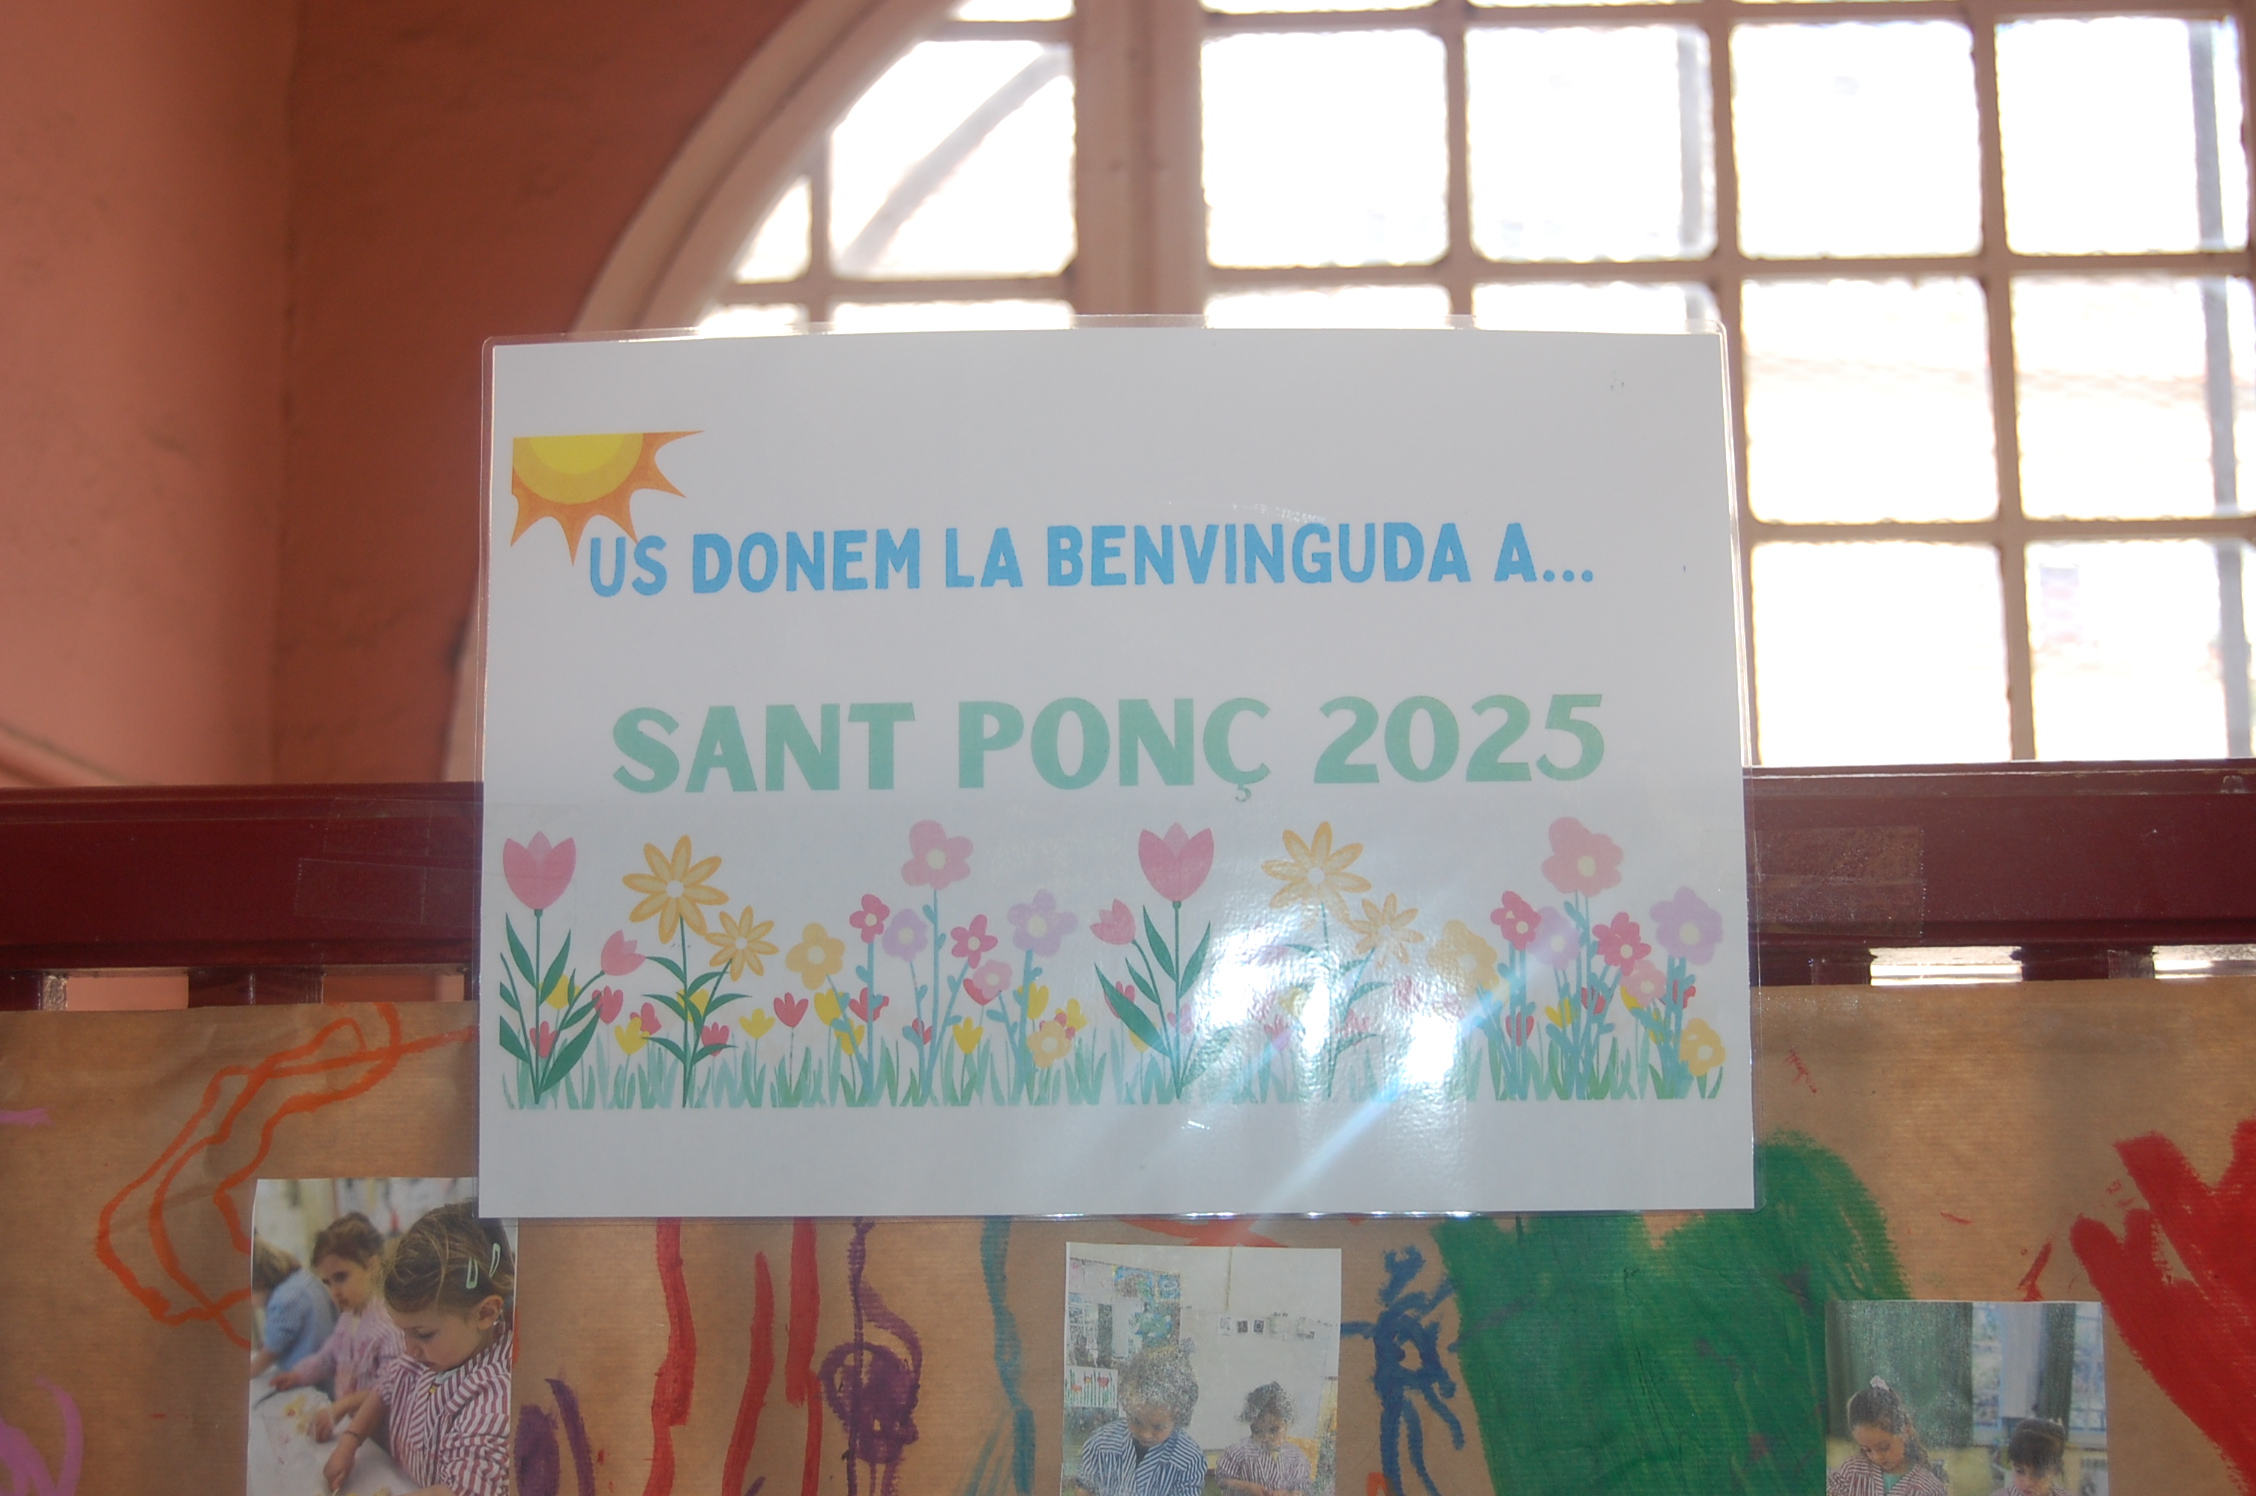 US DONEM LA BENVINGUDA A...
SANT PONÇ 2025